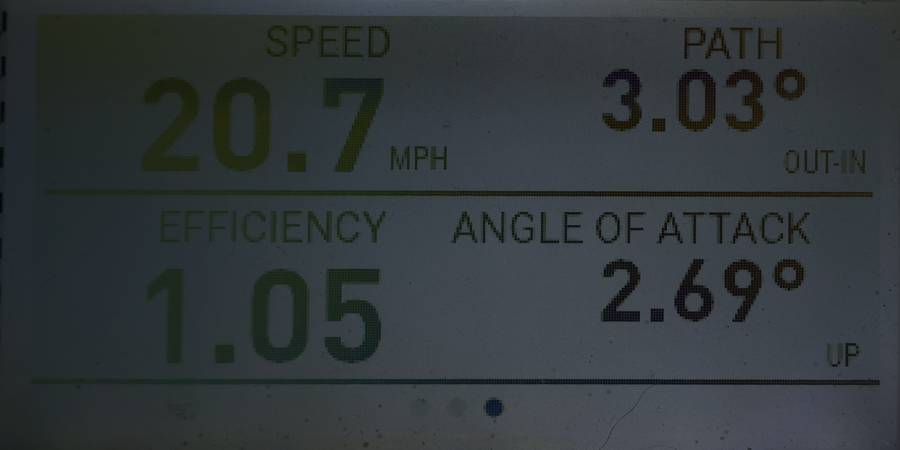 SPEED
20.7 MPH
PATH
3.03°
OUT-IN
EFFICIENCY
1.05
ANGLE OF ATTACK
2.69°
UP